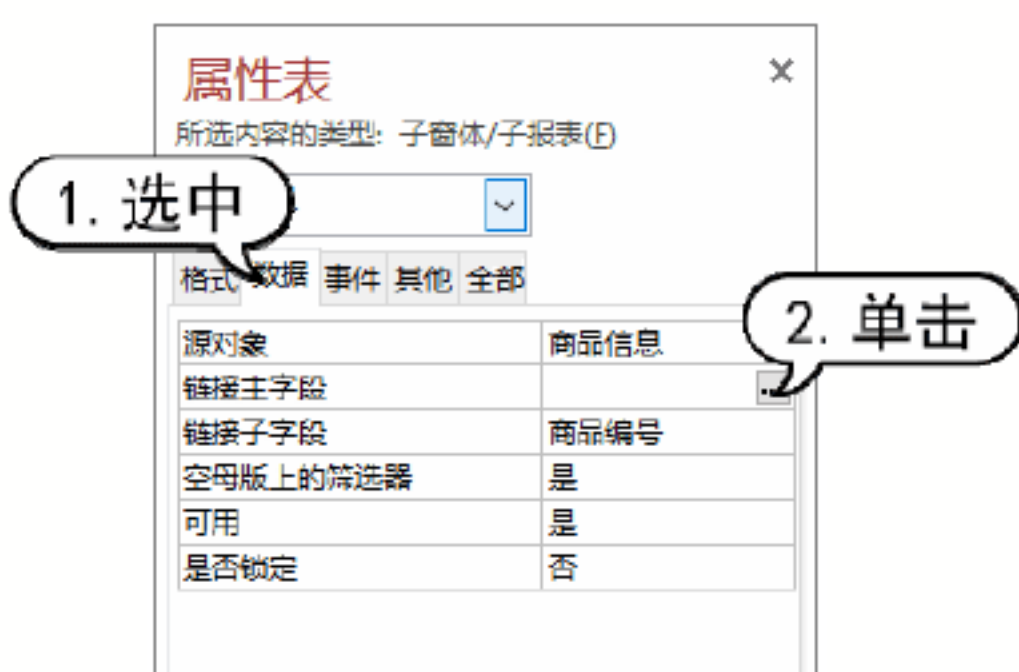 属性表
所选内容的类型: 子窗体/子报表(F)
1. 选中
格式 数据 事件 其他 全部
2. 单击
源对象 商品信息
链接主字段
链接子字段 商品编号
空母版上的筛选器 是
可用 是
是否锁定 否